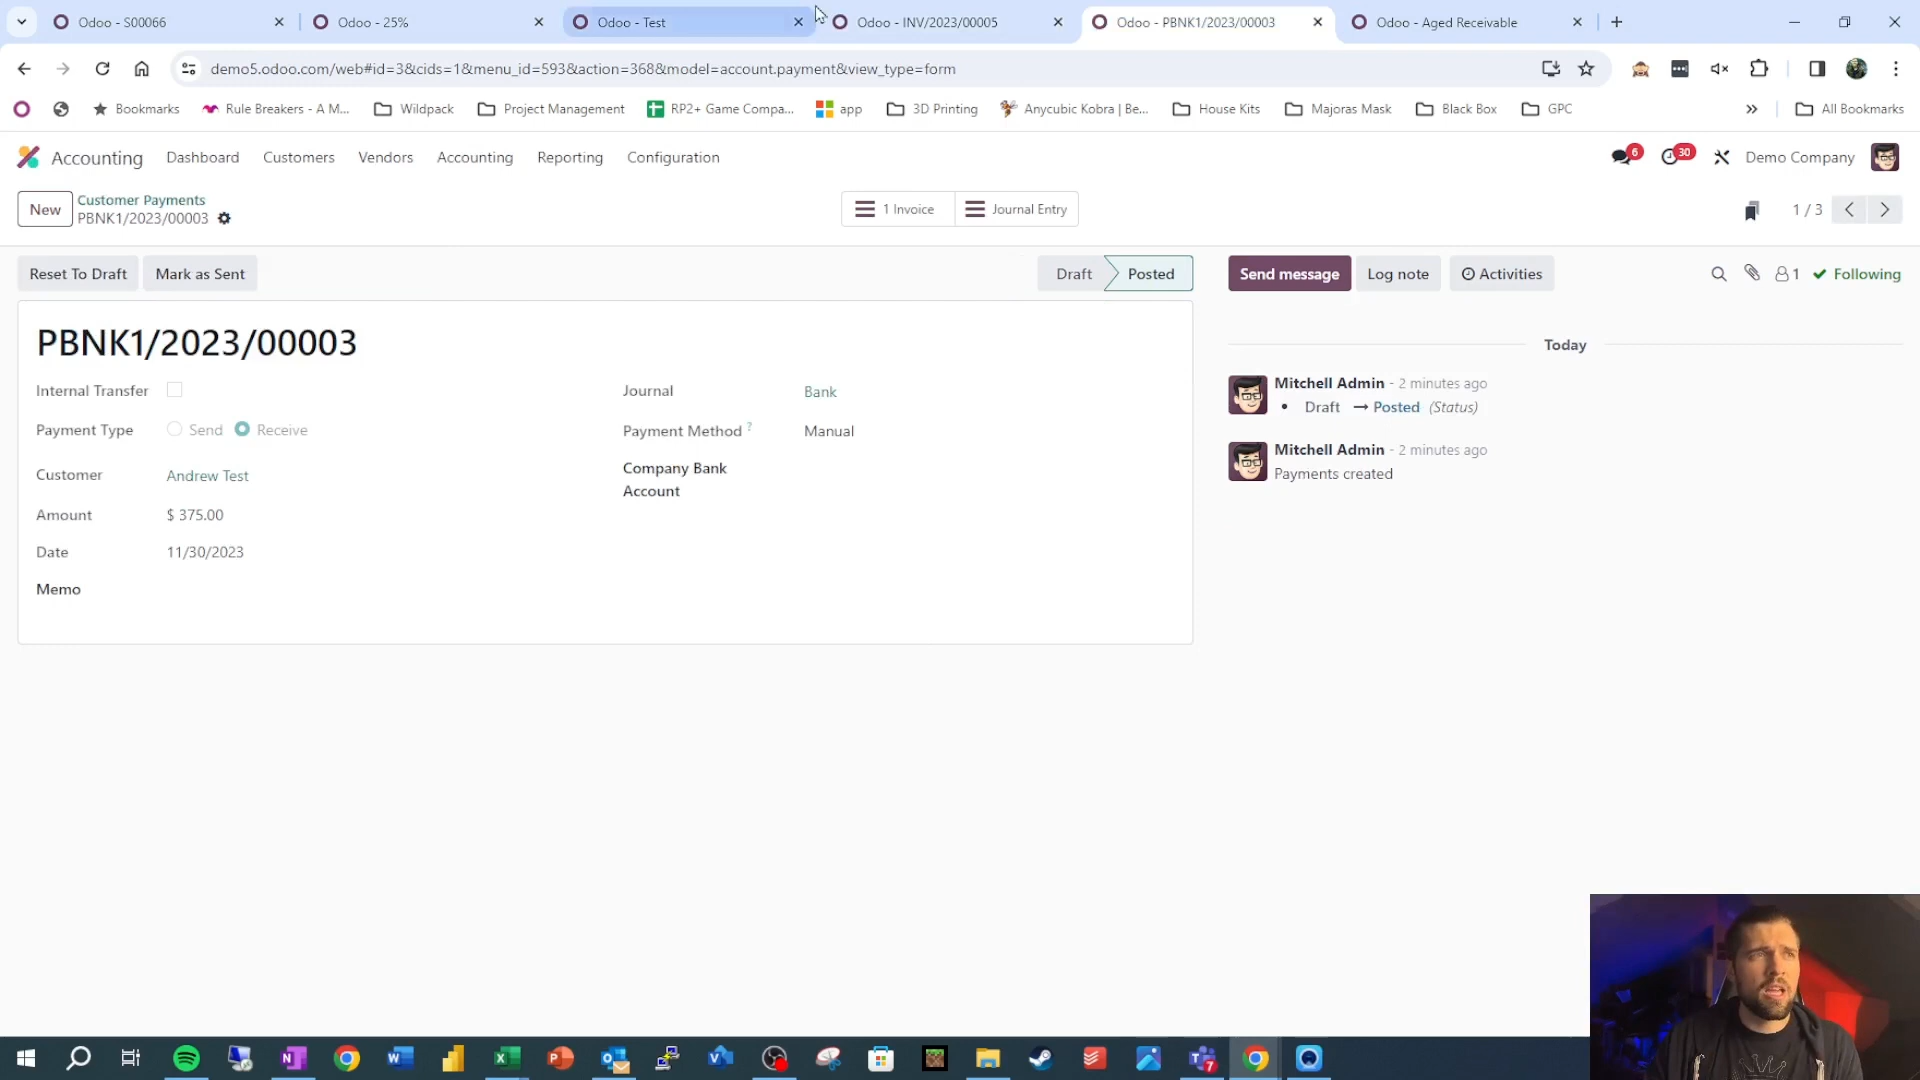 Odoo - S00066
Odoo - 25%
Odoo - Test
Odoo - INV/2023/00005
Odoo - PBNK1/2023/00003
Odoo - Aged Receivable
demo5.odoo.com/web#id=3&cids=1&menu_id=593&action=368&model=account.payment&view_type=form
Bookmarks
Rule Breakers - A M...
Wildpack
Project Management
RP2+ Game Compa...
app
3D Printing
Anycubic Kobra | Be...
House Kits
Majoras Mask
Black Box
GPC
All Bookmarks
Accounting
Dashboard
Customers
Vendors
Accounting
Reporting
Configuration
6
30
Demo Company
New
Customer Payments
PBNK1/2023/00003
1 Invoice
Journal Entry
1 / 3
Reset To Draft
Mark as Sent
Draft
Posted
Send message
Log note
Activities
1
Following
PBNK1/2023/00003
Internal Transfer
Payment Type
Send
Receive
Customer
Andrew Test
Amount
$ 375.00
Date
11/30/2023
Memo
Journal
Bank
Payment Method ?
Manual
Company Bank
Account
Today
Mitchell Admin - 2 minutes ago
Draft → Posted (Status)
Mitchell Admin - 2 minutes ago
Payments created
7